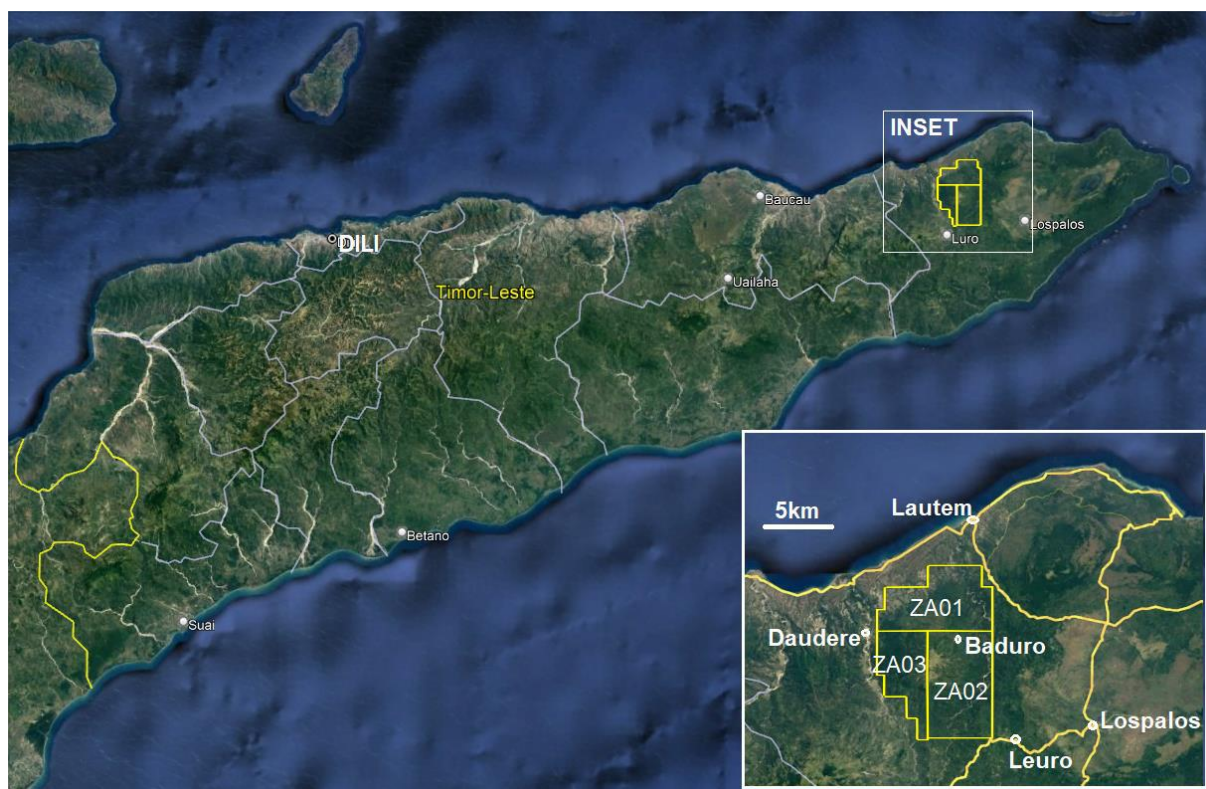 INSET
Baucau
Lospalos
DILI
Luro
Uailaha
Timor-Leste
Betano
Suai
5km
Lautem
ZA01
Daudere
Baduro
ZA03
ZA02
Lospalos
Leuro